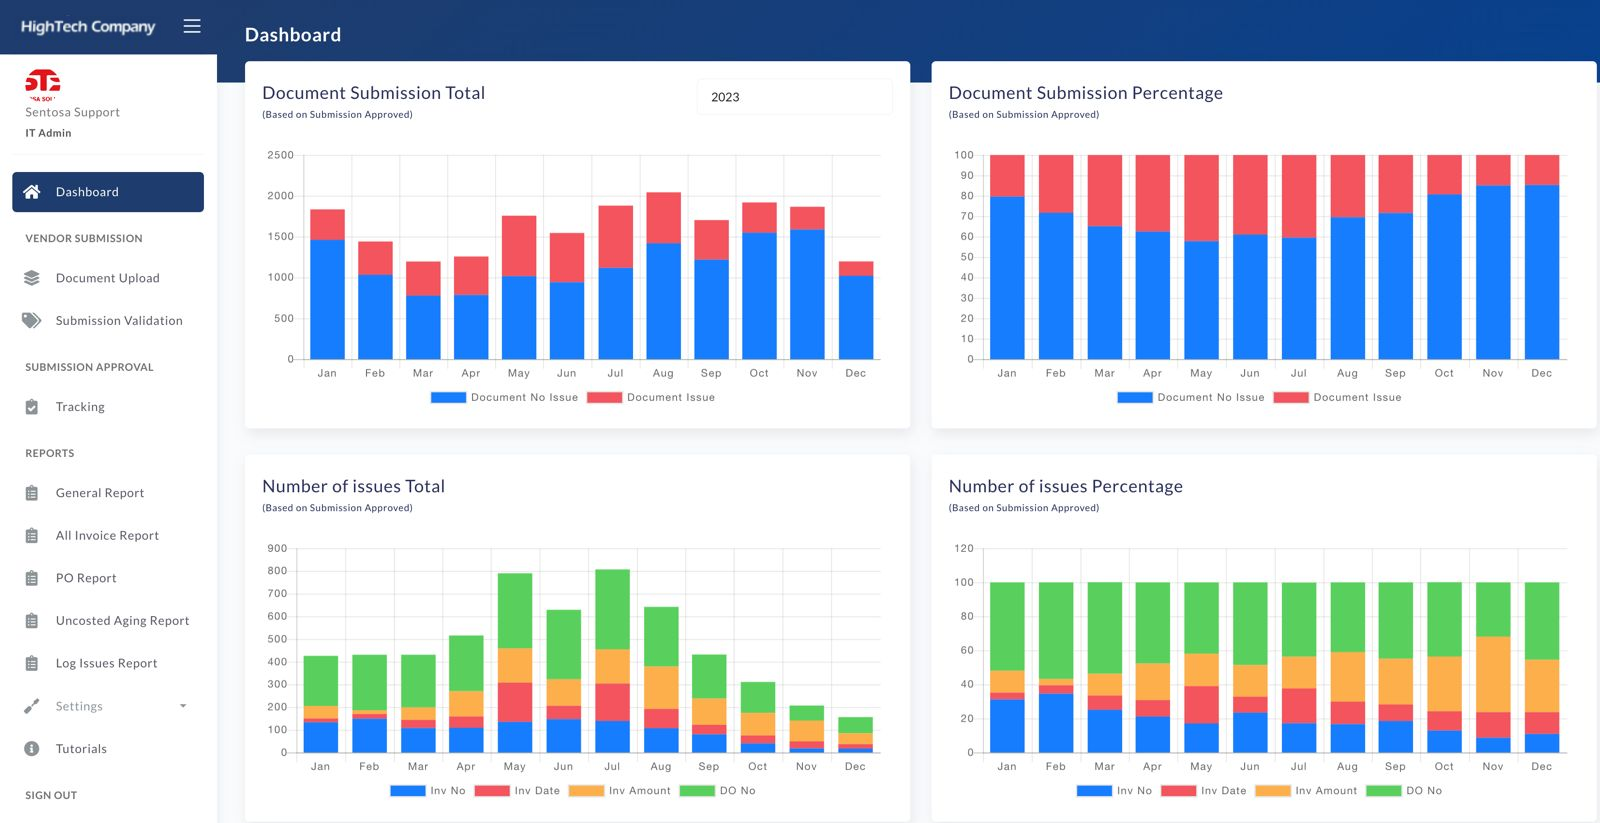 HighTech Company
Sentosa Support
IT Admin
Dashboard
VENDOR SUBMISSION
Document Upload
Submission Validation
SUBMISSION APPROVAL
Tracking
REPORTS
General Report
All Invoice Report
PO Report
Uncosted Aging Report
Log Issues Report
Settings
Tutorials
SIGN OUT
Dashboard
Document Submission Total
(Based on Submission Approved)
2023
2500
2000
1500
1000
500
0
Jan Feb Mar Apr May Jun Jul Aug Sep Oct Nov Dec
Document No Issue Document Issue
Document Submission Percentage
(Based on Submission Approved)
100
90
80
70
60
50
40
30
20
10
0
Jan Feb Mar Apr May Jun Jul Aug Sep Oct Nov Dec
Document No Issue Document Issue
Number of issues Total
(Based on Submission Approved)
900
800
700
600
500
400
300
200
100
0
Jan Feb Mar Apr May Jun Jul Aug Sep Oct Nov Dec
Inv No Inv Date Inv Amount DO No
Number of issues Percentage
(Based on Submission Approved)
120
100
80
60
40
20
0
Jan Feb Mar Apr May Jun Jul Aug Sep Oct Nov Dec
Inv No Inv Date Inv Amount DO No